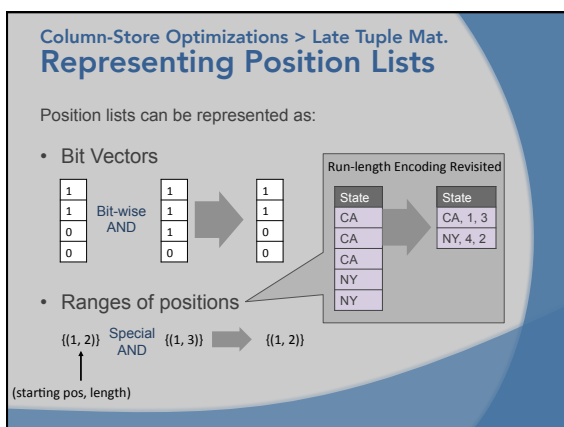 Column-Store Optimizations > Late Tuple Mat.
Representing Position Lists
Position lists can be represented as:
• Bit Vectors
1
1
0
0
Bit-wise
AND
1
1
1
0
1
1
0
0
Run-length Encoding Revisited
State
CA
CA
CA
NY
NY
State
CA, 1, 3
NY, 4, 2
• Ranges of positions
{(1, 2)}
Special
AND
{(1, 3)}
{(1, 2)}
(starting pos, length)